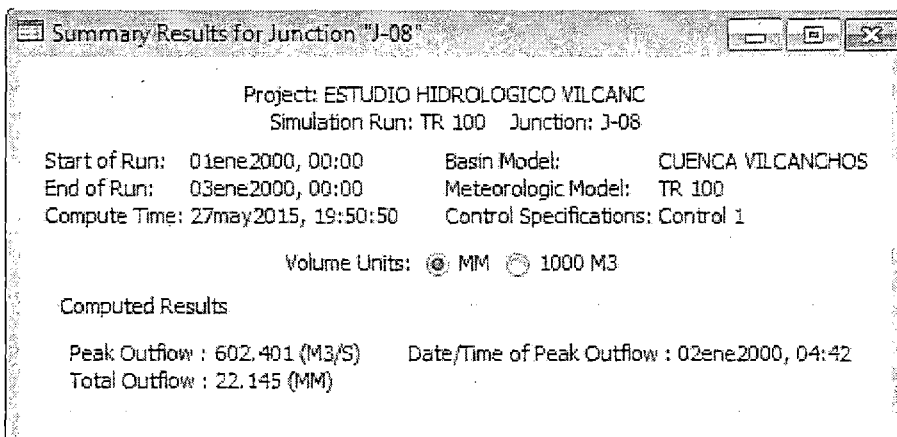 Summary Results for Junction "J-08"
Project: ESTUDIO HIDROLOGICO VILCANC
Simulation Run: TR 100 Junction: J-08
Start of Run: 01ene2000, 00:00 Basin Model: CUENCA VILCANCHOS
End of Run: 03ene2000, 00:00 Meteorologic Model: TR 100
Compute Time: 27may2015, 19:50:50 Control Specifications: Control 1
Volume Units: MM 1000 M3
Computed Results
Peak Outflow : 602.401 (M3/S) Date/Time of Peak Outflow : 02ene2000, 04:42
Total Outflow : 22.145 (MM)